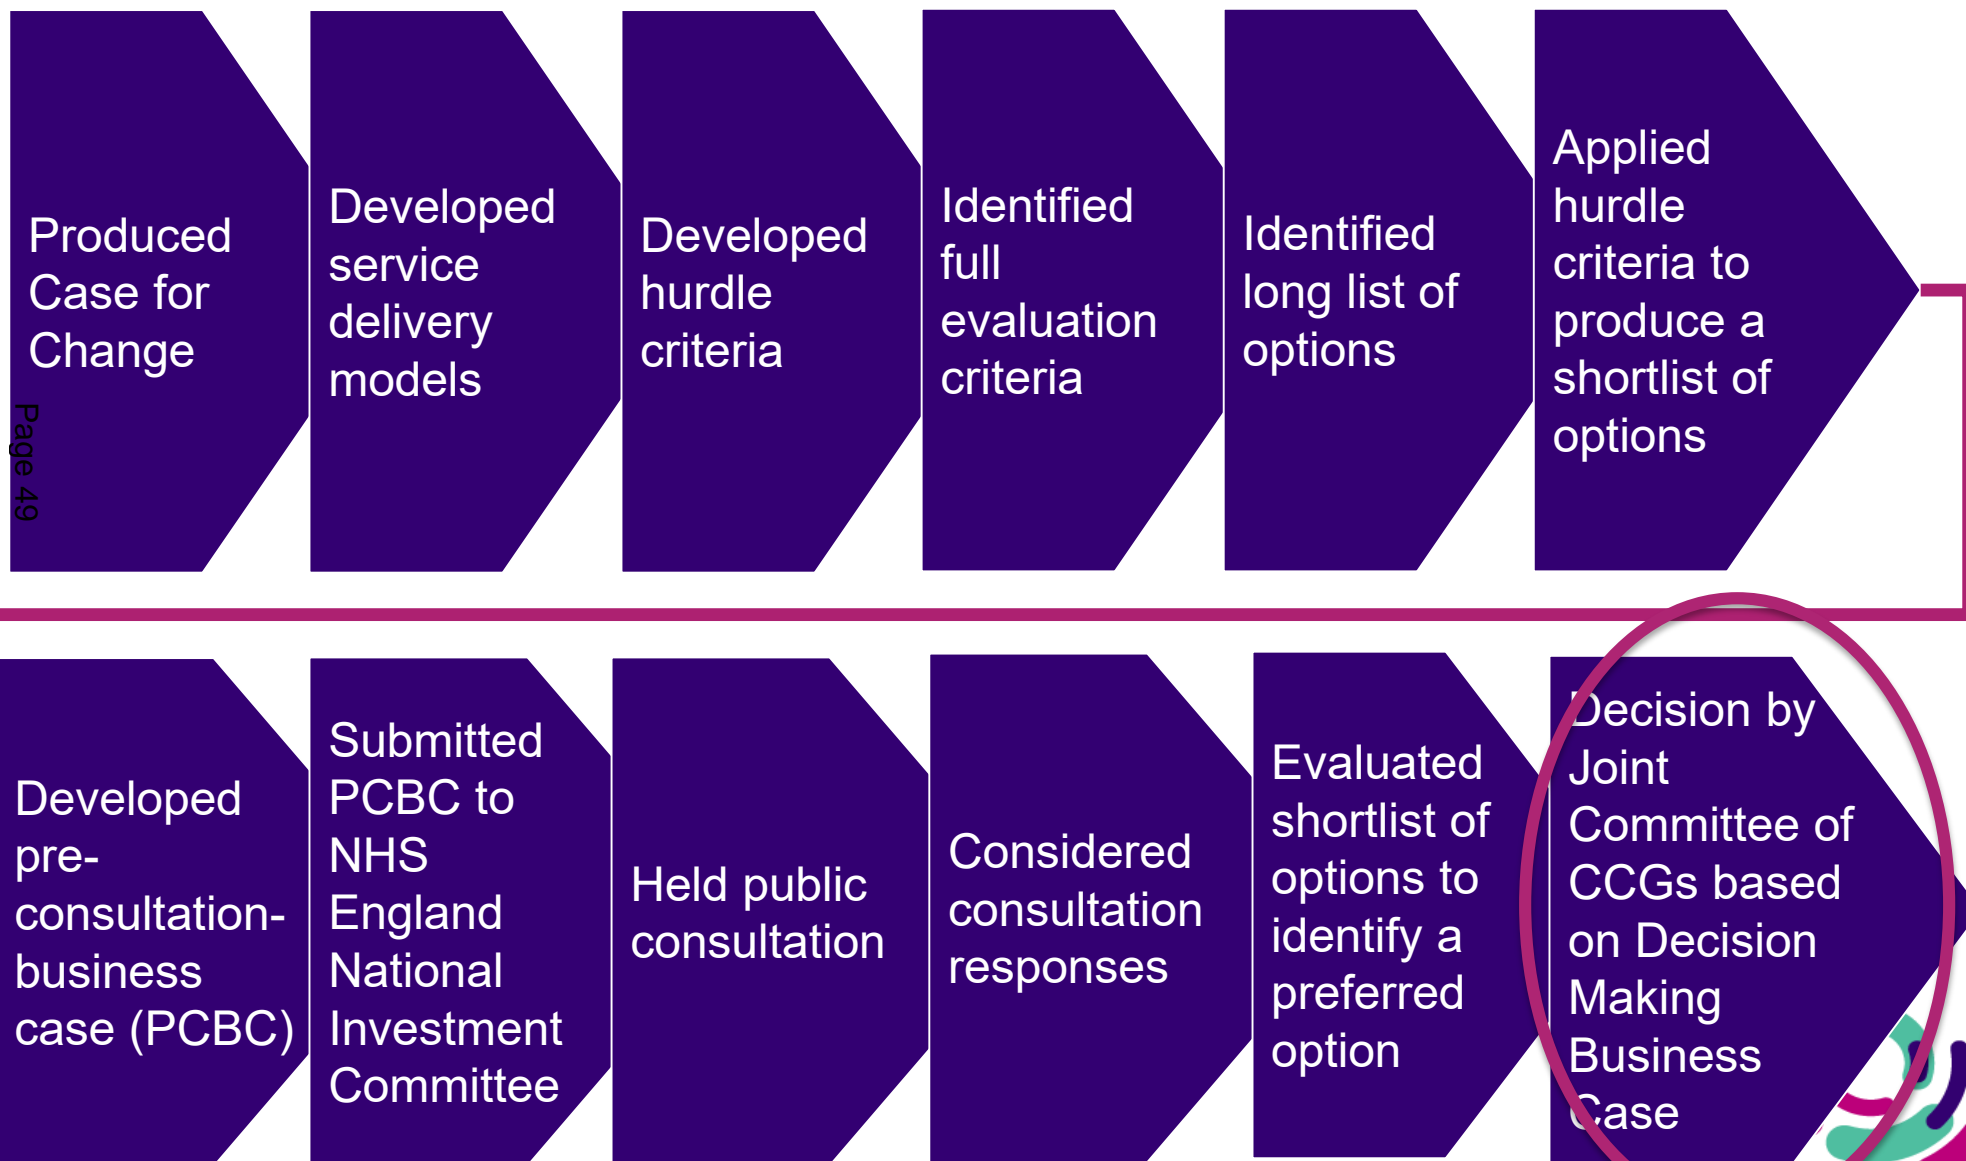 Produced
Case for
Change
Developed
service
delivery
models
Developed
hurdle
criteria
Identified
full
evaluation
criteria
Identified
long list of
options
Applied
hurdle
criteria to
produce a
shortlist of
options
Page 49
Developed
pre-
consultation-
business
case (PCBC)
Submitted
PCBC to
NHS
England
National
Investment
Committee
Held public
consultation
Considered
consultation
responses
Evaluated
shortlist of
options to
identify a
preferred
option
Decision by
Joint
Committee of
CCGs based
on Decision
Making
Business
Case